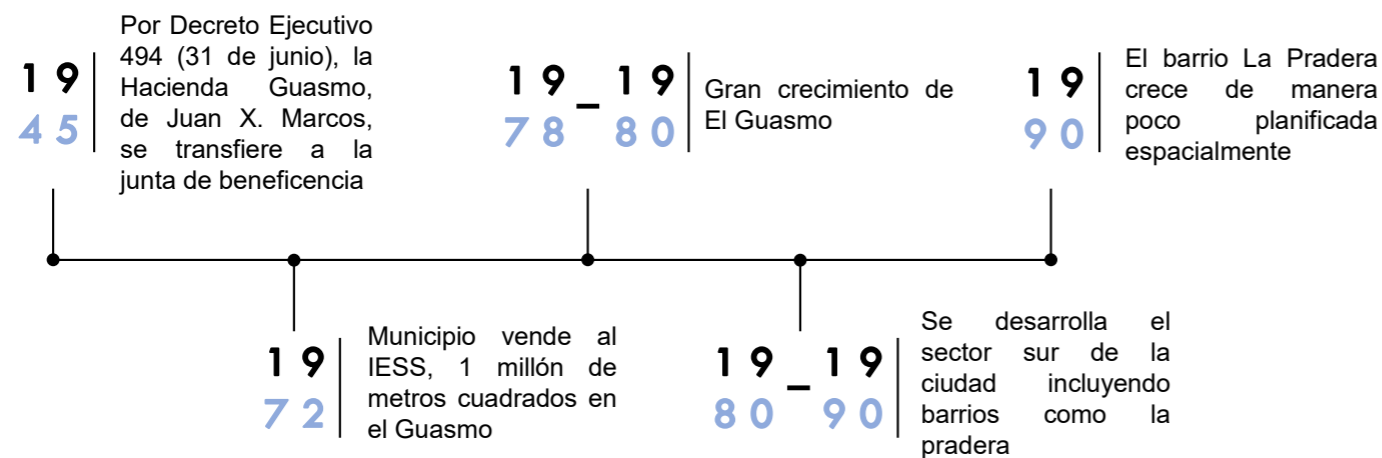 19
45
Por Decreto Ejecutivo
494 (31 de junio), la
Hacienda Guasmo,
de Juan X. Marcos,
se transfiere a la
junta de beneficencia
19_19
78 80
Gran crecimiento de
El Guasmo
19
90
El barrio La Pradera
crece de manera
poco planificada
espacialmente
19
72
Municipio vende al
IESS, 1 millón de
metros cuadrados en
el Guasmo
19_19
80 90
Se desarrolla el
sector sur de la
ciudad incluyendo
barrios como la
pradera